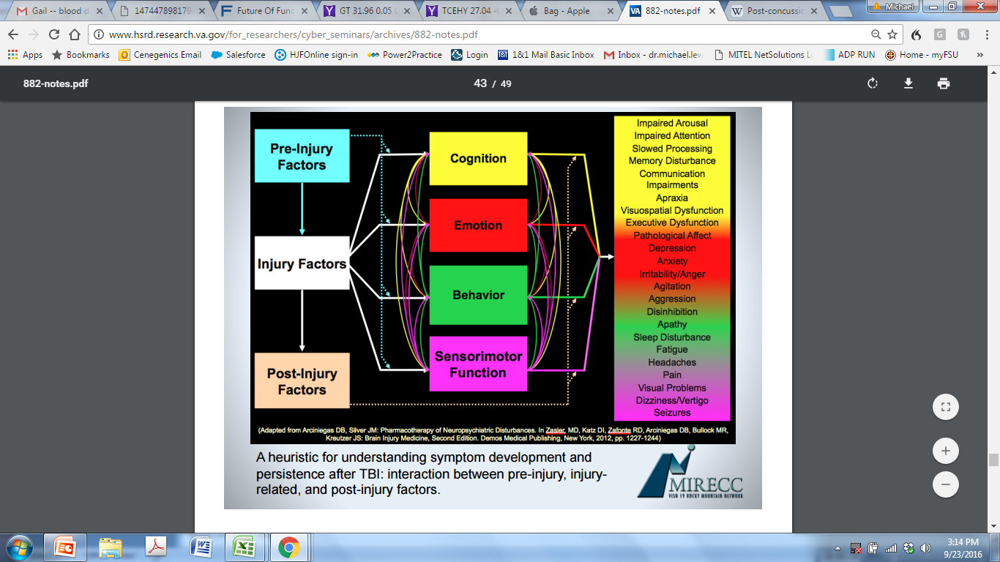 Gail -- blood d
14744789817
Future Of Func
GT 31.96 0.05
TCEHY 27.04
Bag - Apple
882-notes.pdf
Post-concussic
Michael
www.hsrd.research.va.gov/for_researchers/cyber_seminars/archives/882-notes.pdf
Apps
Bookmarks
Cenegenics Email
Salesforce
HJFOnline sign-in
Power2Practice
Login
1&1 Mail Basic Inbox
Inbox - dr.michael.lew
MITEL NetSolutions Lo
ADP RUN
Home - myFSU
882-notes.pdf
43 / 49
Pre-Injury
Factors
Injury Factors
Post-Injury
Factors
Cognition
Emotion
Behavior
Sensorimotor
Function
Impaired Arousal
Impaired Attention
Slowed Processing
Memory Disturbance
Communication
Impairments
Apraxia
Visuospatial Dysfunction
Executive Dysfunction
Pathological Affect
Depression
Anxiety
Irritability/Anger
Agitation
Aggression
Disinhibition
Apathy
Sleep Disturbance
Fatigue
Headaches
Pain
Visual Problems
Dizziness/Vertigo
Seizures
(Adapted from Arciniegas DB, Silver JM: Pharmacotherapy of Neuropsychiatric Disturbances. In Zasler, MD, Katz DI, Zafonte RD, Arciniegas DB, Bullock MR,
Kreutzer JS: Brain Injury Medicine, Second Edition. Demos Medical Publishing, New York, 2012, pp. 1227-1244)
A heuristic for understanding symptom development and
persistence after TBI: interaction between pre-injury, injury-
related, and post-injury factors.
MIRECC
VISN 19 ROCKY MOUNTAIN NETWORK
3:14 PM
9/23/2016